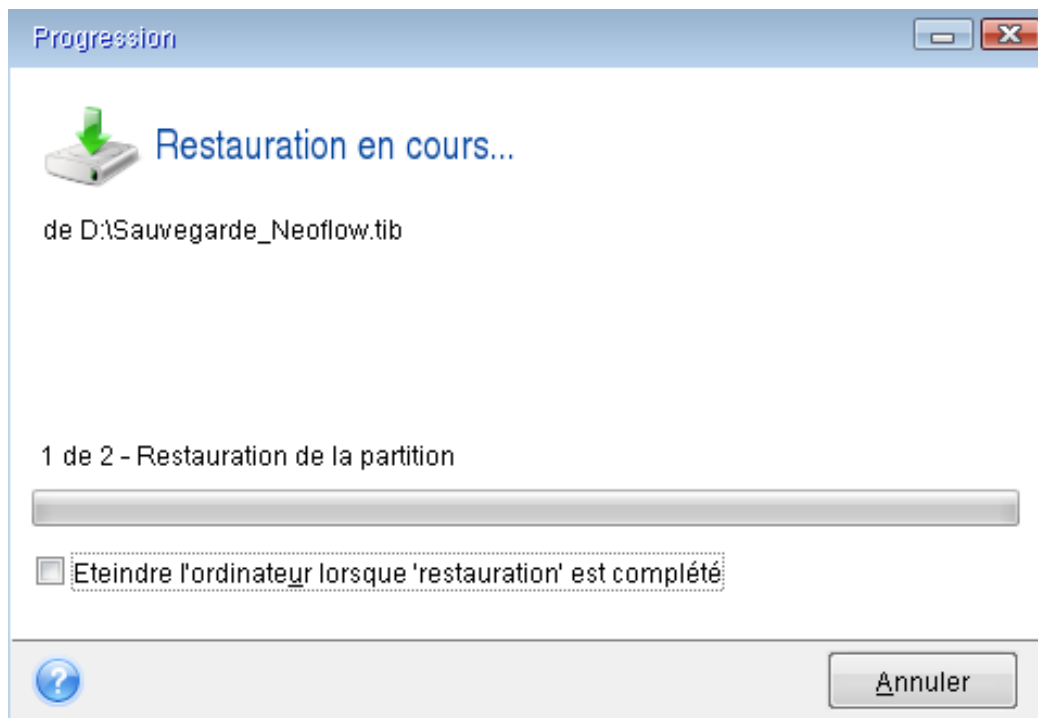 Progression
Restauration en cours...
de D:\Sauvegarde_Neoflow.tib
1 de 2 - Restauration de la partition
Eteindre l'ordinateur lorsque 'restauration' est complété
?
Annuler